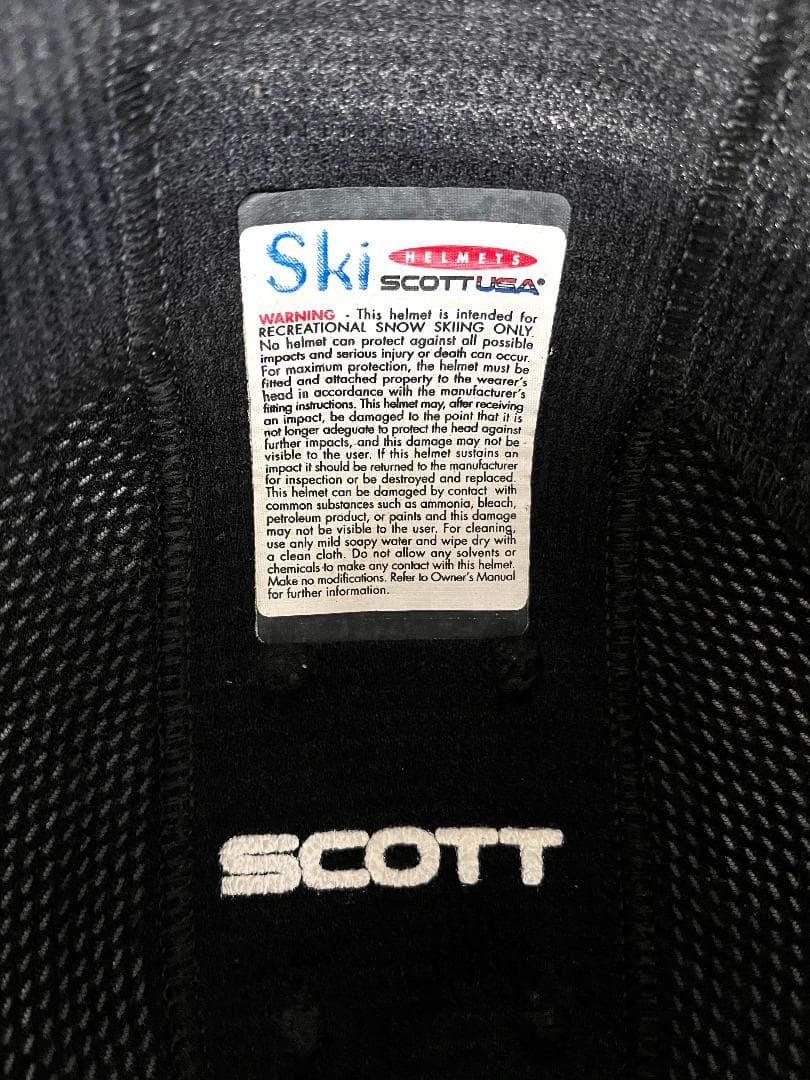 Ski HELMETS
SCOTTUSA®
WARNING - This helmet is intended for
RECREATIONAL SNOW SKIING ONLY.
No helmet can protect against all possible
impacts and serious injury or death can occur.
For maximum protection, the helmet must be
fitted and attached property to the wearer's
head in accordance with the manufacturer's
fitting instructions. This helmet may, after receiving
an impact, be damaged to the point that it is
not longer adeguate to protect the head against
further impacts, and this damage may not be
visible to the user. If this helmet sustains an
impact it should be returned to the manufacturer
for inspection or be destroyed and replaced.
This helmet can be damaged by contact with
common substances such as ammonia, bleach,
petroleum product, or paints and this damage
may not be visible to the user. For cleaning,
use anly mild soapy water and wipe dry with
a clean cloth. Do not allow any solvents or
chemicals to make any contact with this helmet.
Make no modifications. Refer to Owner's Manual
for further information.
SCOTT